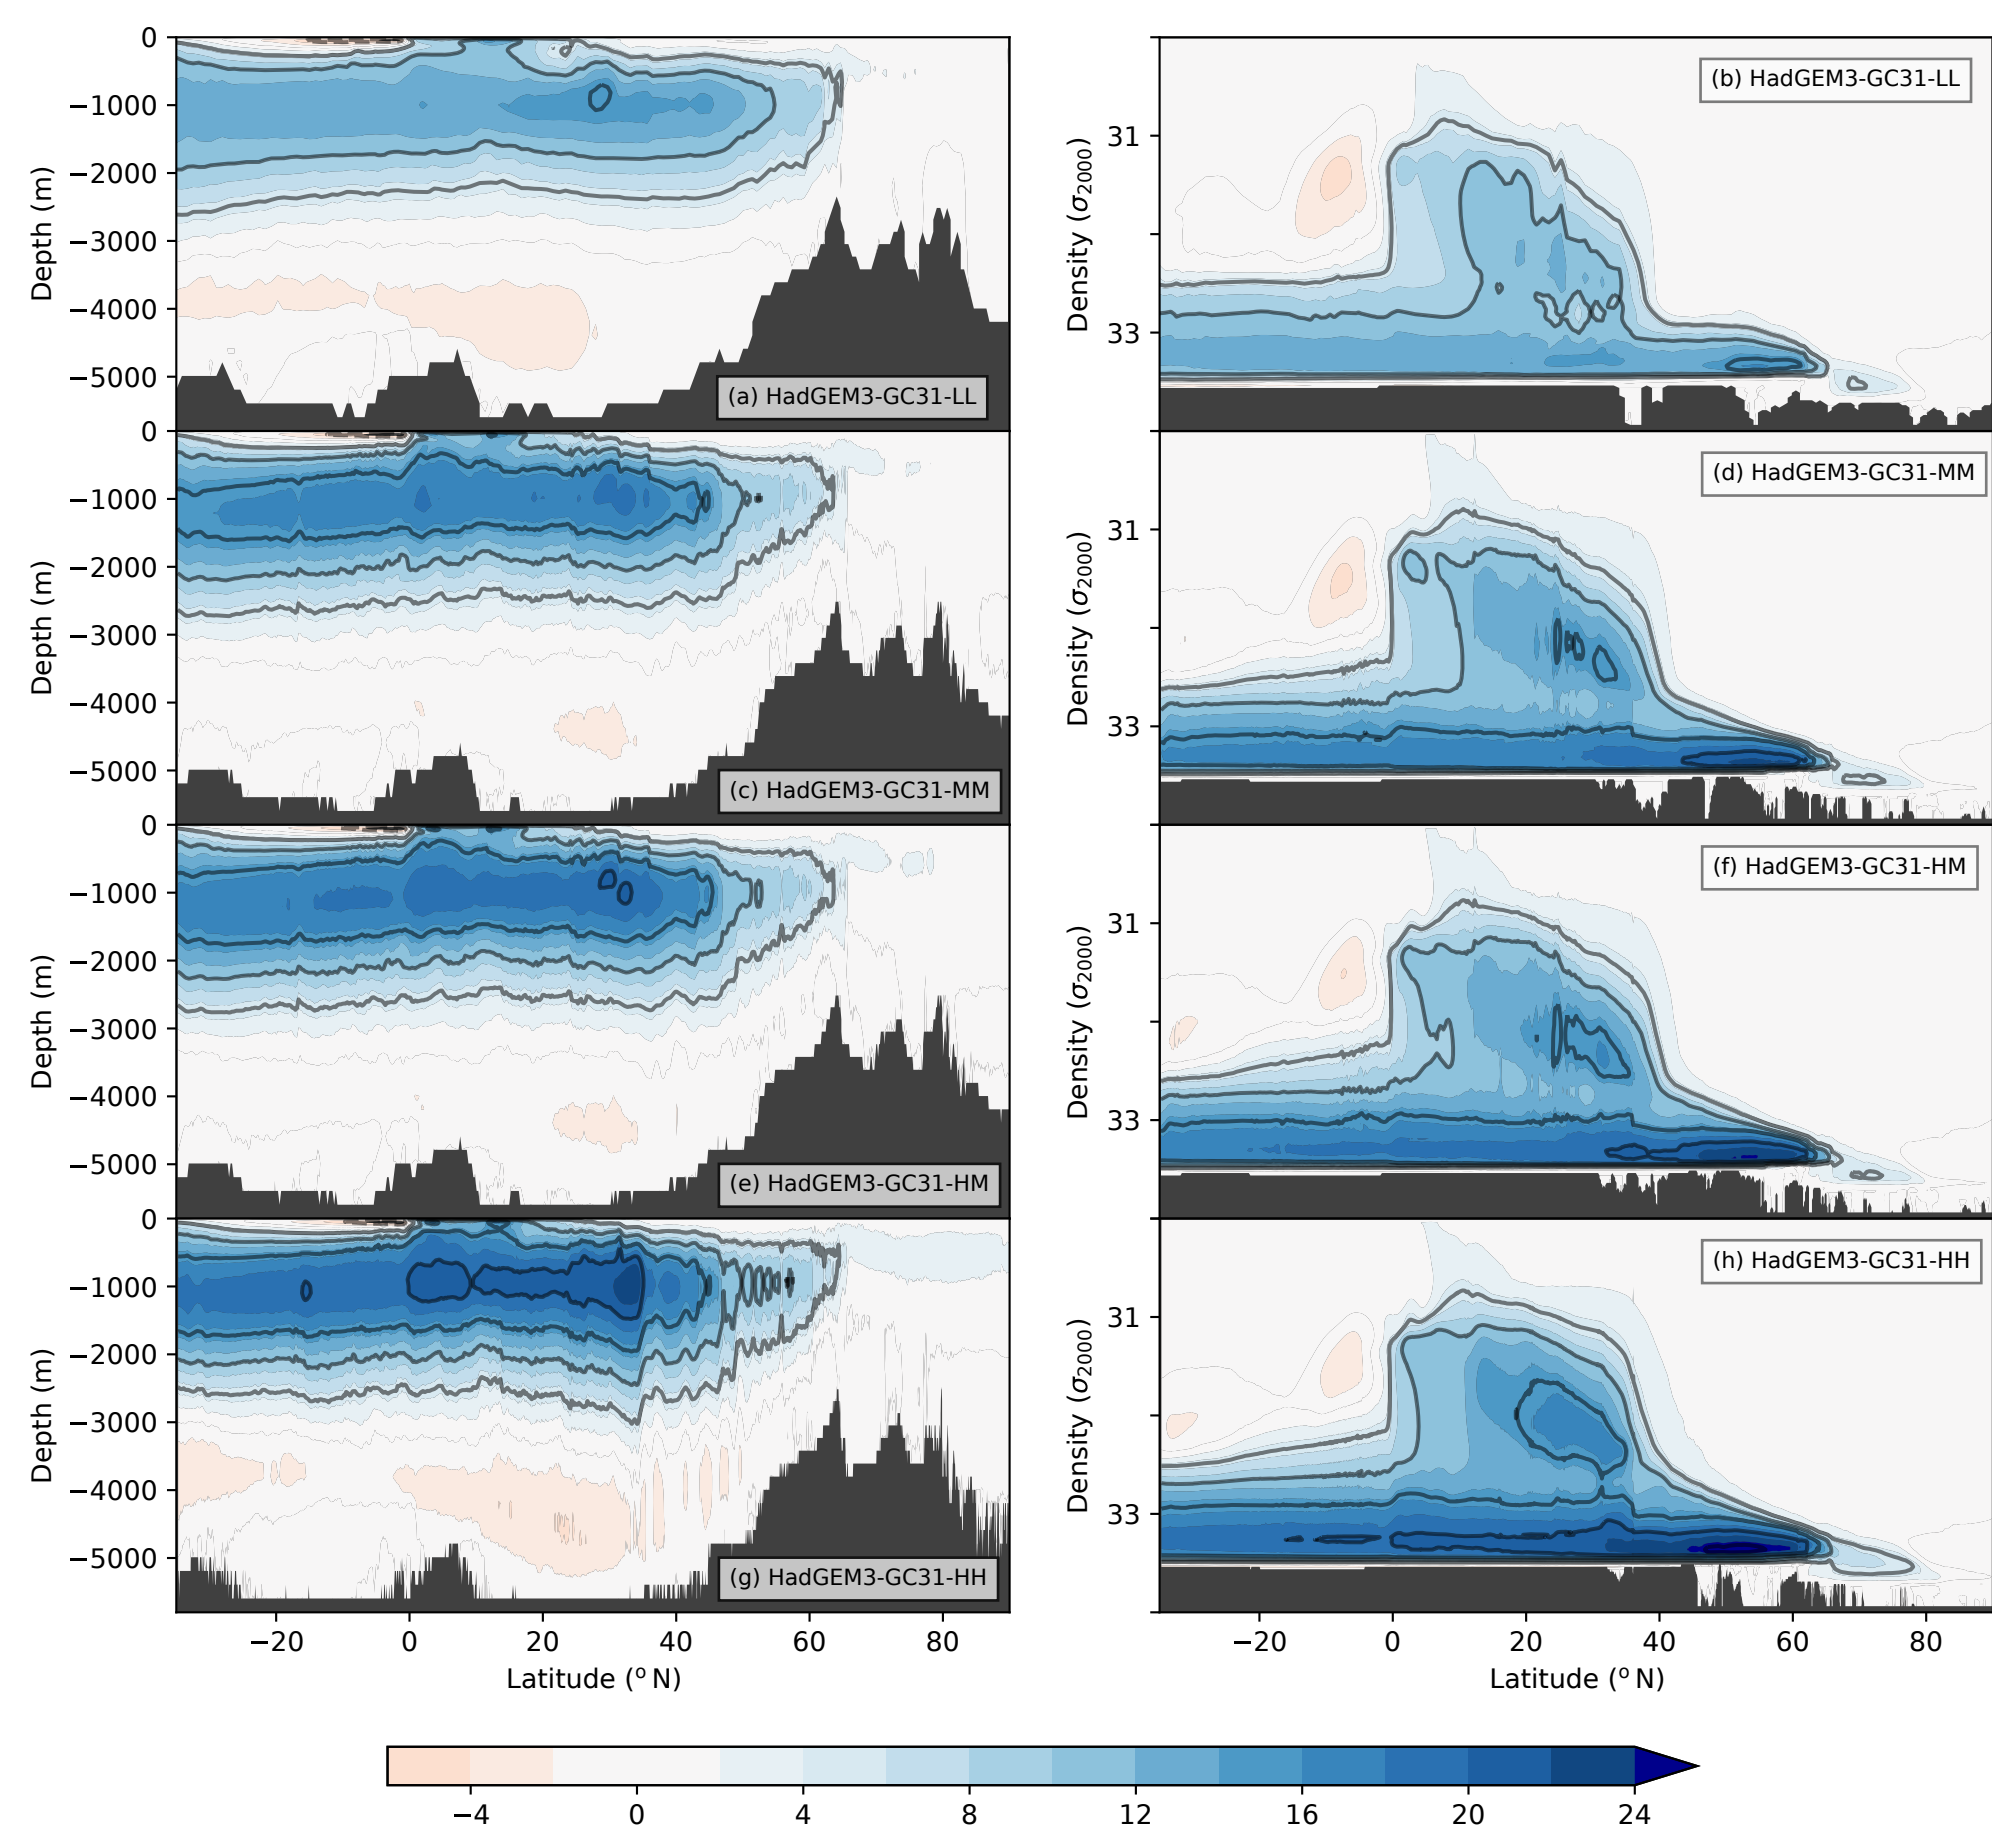 0
−1000
−2000
−3000
−4000
−5000
Depth (m)
(a) HadGEM3-GC31-LL
31
33
Density (σ2000)
(b) HadGEM3-GC31-LL
0
−1000
−2000
−3000
−4000
−5000
Depth (m)
(c) HadGEM3-GC31-MM
31
33
Density (σ2000)
(d) HadGEM3-GC31-MM
0
−1000
−2000
−3000
−4000
−5000
Depth (m)
(e) HadGEM3-GC31-HM
31
33
Density (σ2000)
(f) HadGEM3-GC31-HM
0
−1000
−2000
−3000
−4000
−5000
Depth (m)
(g) HadGEM3-GC31-HH
−20 0 20 40 60 80
Latitude (° N)
31
33
Density (σ2000)
(h) HadGEM3-GC31-HH
−20 0 20 40 60 80
Latitude (° N)
−4 0 4 8 12 16 20 24